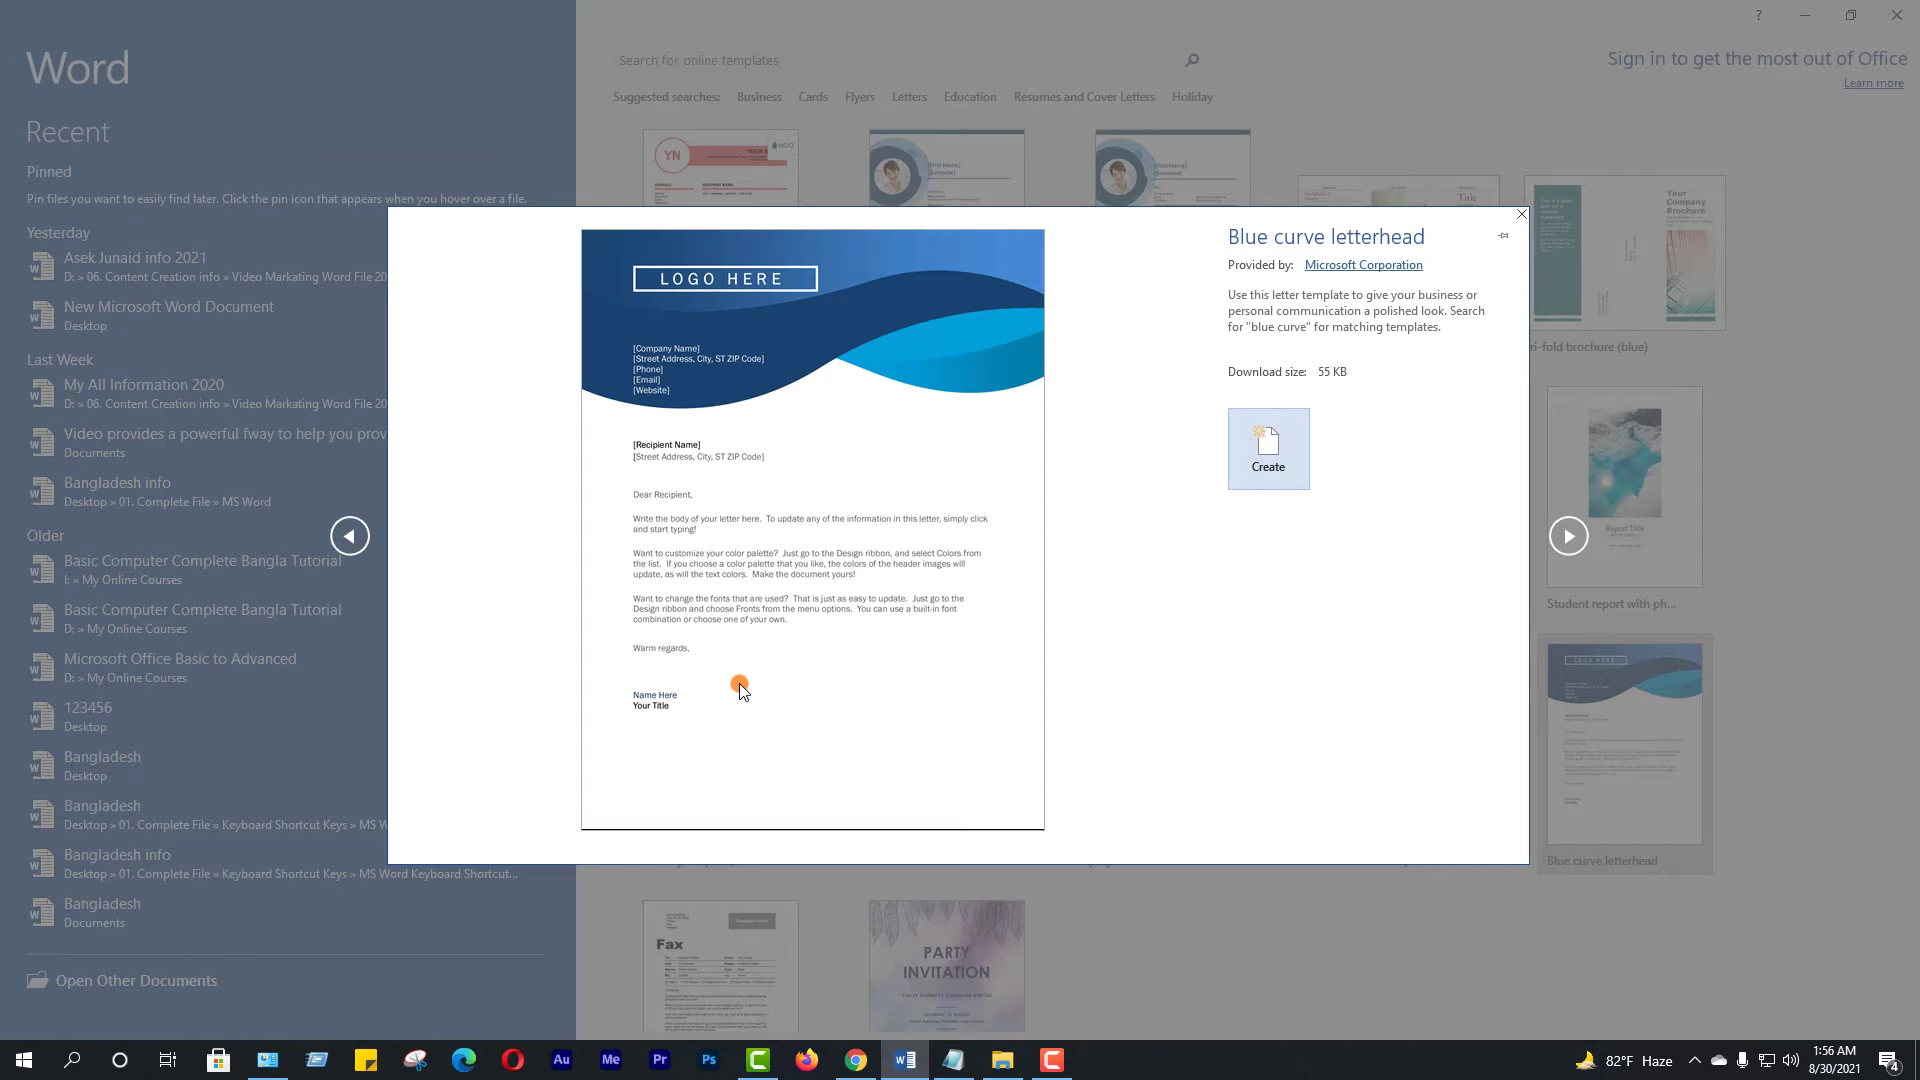 Word
Recent
Pinned
Pin files you want to easily find later. Click the pin icon that appears when you hover over a file.
Yesterday
Asek Junaid info 2021
D: » 06. Content Creation info » Video Markating Word File 20
New Microsoft Word Document
Desktop
Last Week
My All Information 2020
D: » 06. Content Creation info » Video Markating Word File 20
Video provides a powerful fway to help you prov
Documents
Bangladesh info
Desktop » 01. Complete File » MS Word
Older
Basic Computer Complete Bangla Tutorial
I: » My Online Courses
Basic Computer Complete Bangla Tutorial
D: » My Online Courses
Microsoft Office Basic to Advanced
D: » My Online Courses
123456
Desktop
Bangladesh
Desktop
Bangladesh
Desktop » 01. Complete File » Keyboard Shortcut Keys » MS W
Bangladesh info
Desktop » 01. Complete File » Keyboard Shortcut Keys » MS Word Keyboard Shortcut...
Bangladesh
Documents
Open Other Documents
Search for online templates
Suggested searches: Business Cards Flyers Letters Education Resumes and Cover Letters Holiday
?
Sign in to get the most out of Office
Learn more
YN
Title
Your Company Brochure
ri-fold brochure (blue)
Report Title
Student report with ph...
LOGO HERE
Blue curve letterhead
Fax
PARTY
INVITATION
LOGO HERE
[Company Name]
[Street Address, City, ST ZIP Code]
[Phone]
[Email]
[Website]
[Recipient Name]
[Street Address, City, ST ZIP Code]
Dear Recipient,
Write the body of your letter here. To update any of the information in this letter, simply click
and start typing!
Want to customize your color palette? Just go to the Design ribbon, and select Colors from
the list. If you choose a color palette that you like, the colors of the header images will
update, as will the text colors. Make the document yours!
Want to change the fonts that are used? That is just as easy to update. Just go to the
Design ribbon and choose Fronts from the menu options. You can use a built-in font
combination or choose one of your own.
Warm regards,
Name Here
Your Title
Blue curve letterhead
Provided by: Microsoft Corporation
Use this letter template to give your business or
personal communication a polished look. Search
for "blue curve" for matching templates.
Download size: 55 KB
Create
Au Me Pr Ps
82°F Haze
1:56 AM
8/30/2021
4